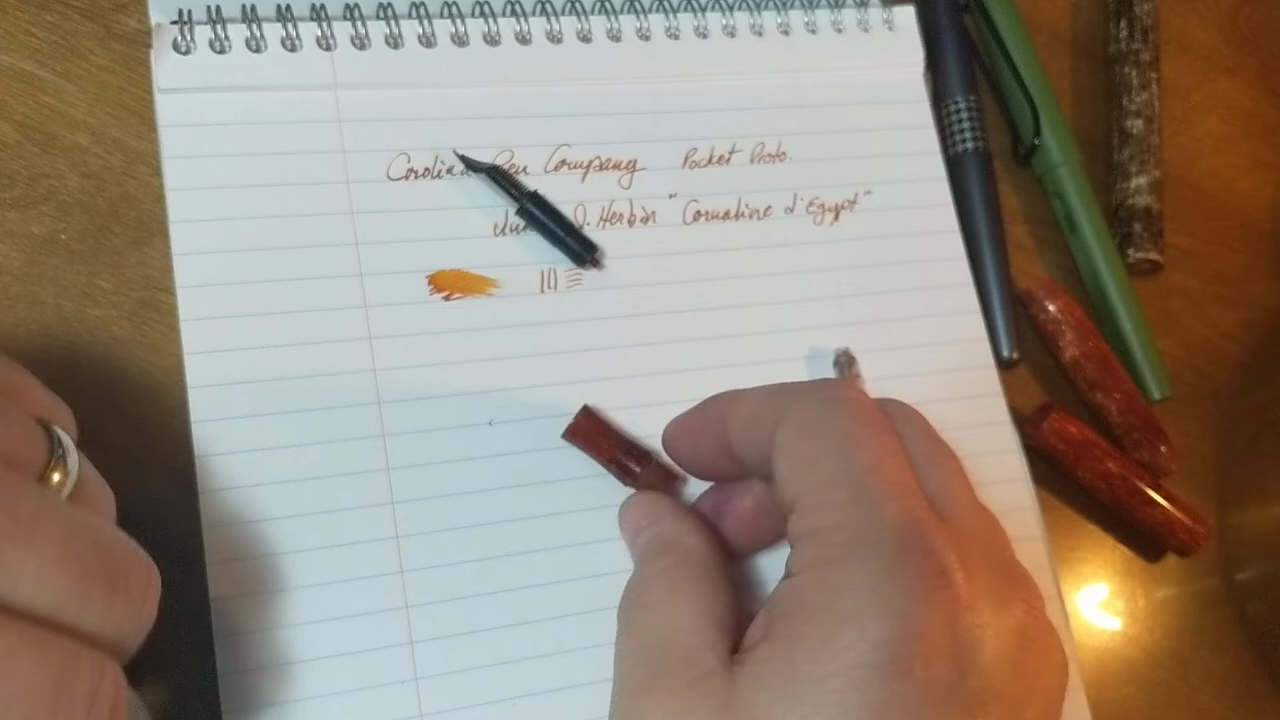 Carolina Pen Company Pocket Proto.
J. Herbin "Cornaline d'Egypt"